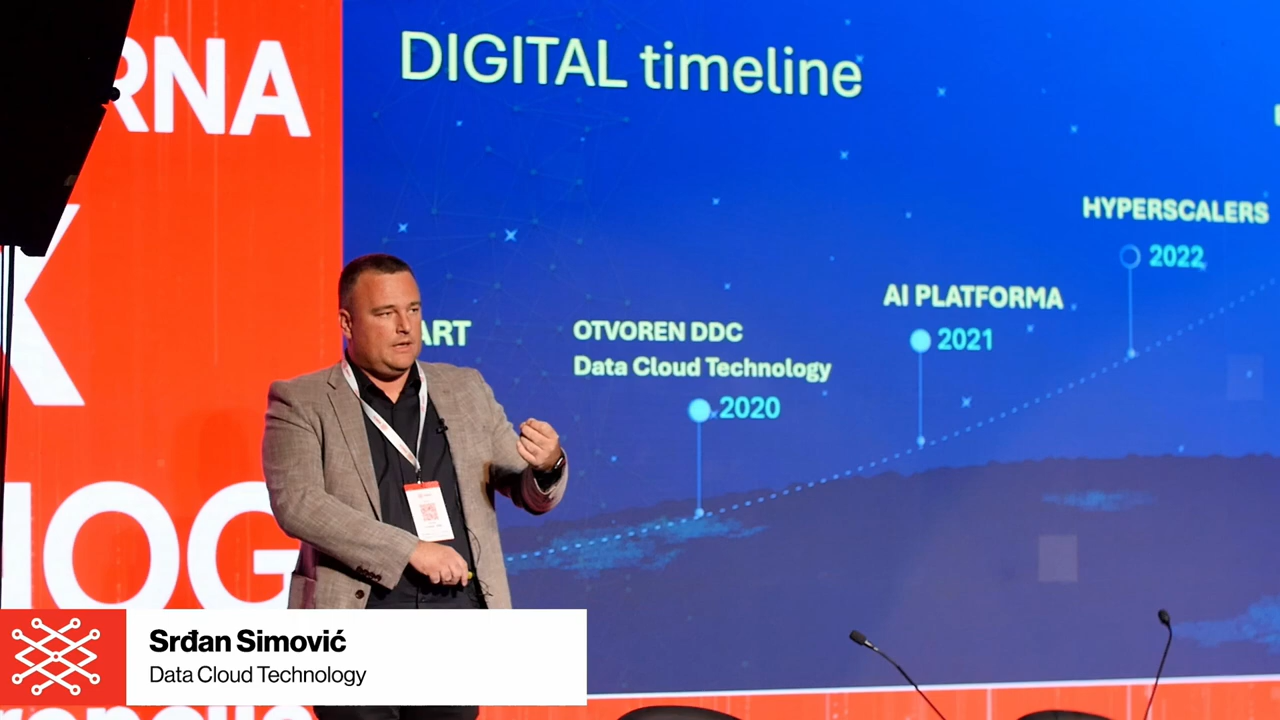 RNA
DIGITAL timeline
HYPERSCALERS
2022
AI PLATFORMA
2021
ART
OTVOREN DDC
Data Cloud Technology
2020
Srđan Simović
Data Cloud Technology